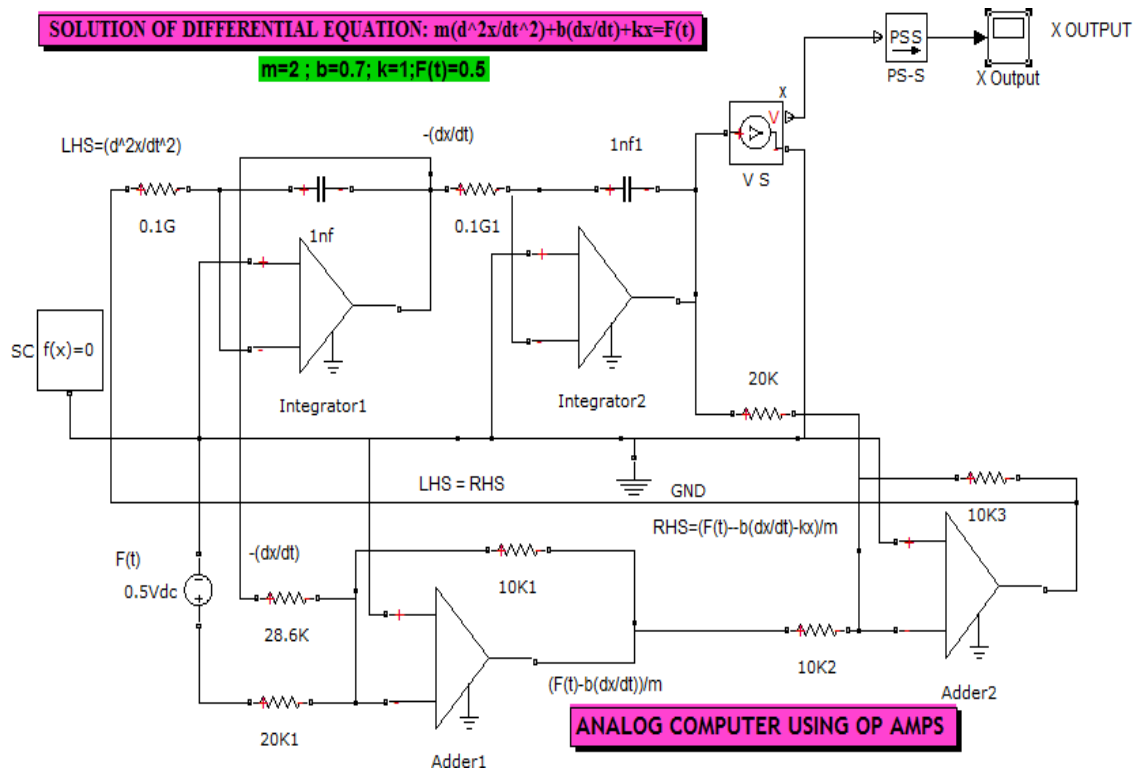 SOLUTION OF DIFFERENTIAL EQUATION: m(d^2x/dt^2)+b(dx/dt)+kx=F(t)
m=2 ; b=0.7; k=1;F(t)=0.5
X OUTPUT
PSS
PS-S
X Output
X
V
V S
LHS=(d^2x/dt^2)
-(dx/dt)
1nf1
0.1G
1nf
0.1G1
SC
f(x)=0
Integrator1
Integrator2
20K
LHS = RHS
GND
10K3
RHS=(F(t)--b(dx/dt)-kx)/m
F(t)
0.5Vdc
-(dx/dt)
28.6K
10K1
10K2
20K1
(F(t)-b(dx/dt))/m
Adder1
Adder2
ANALOG COMPUTER USING OP AMPS